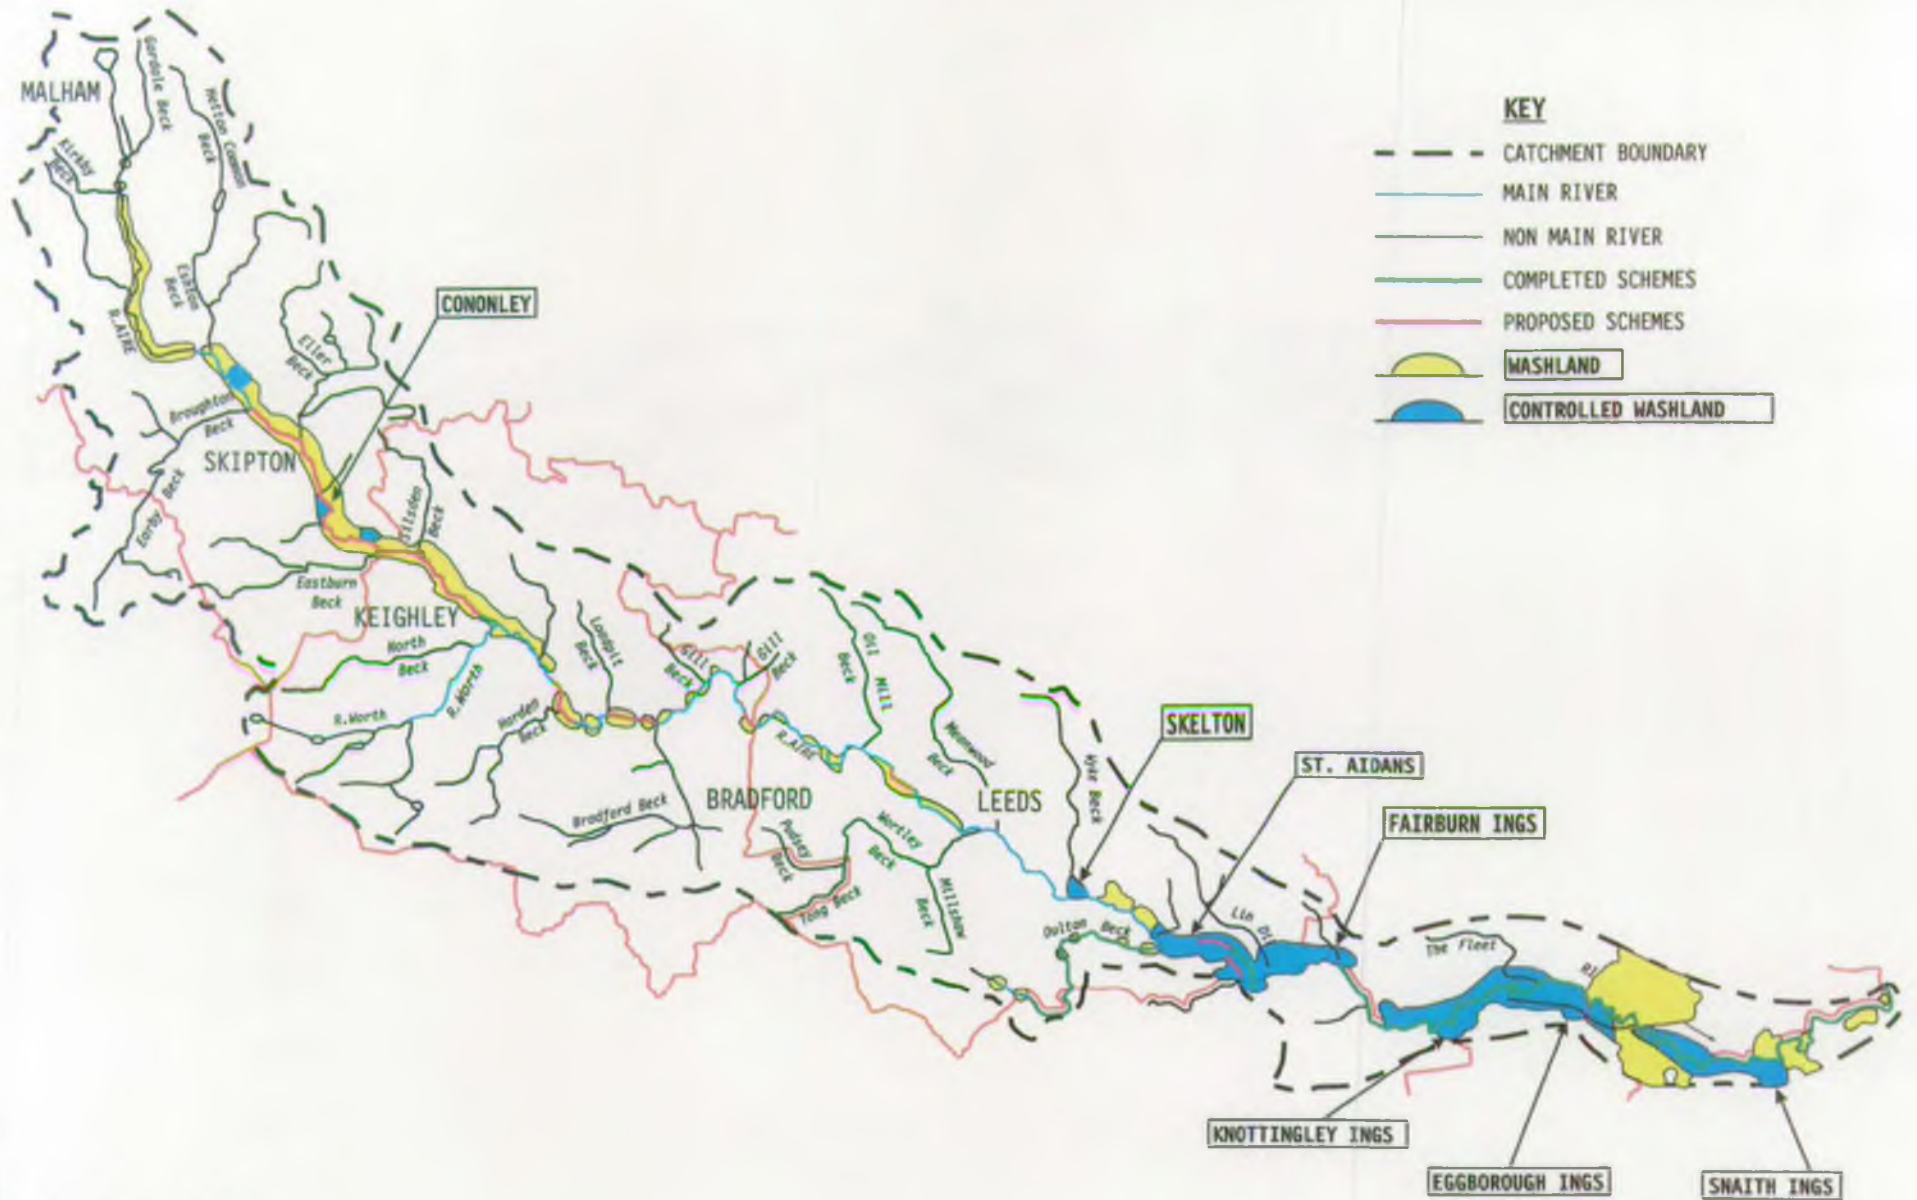 KEY
CATCHMENT BOUNDARY
MAIN RIVER
NON MAIN RIVER
COMPLETED SCHEMES
PROPOSED SCHEMES
WASHLAND
CONTROLLED WASHLAND
MALHAM
Gordale Beck
Hetton Common
Beck
Kirkby
Beck
Eshton
Beck
R.AIRE
CONONLEY
Eller
Beck
Broughton
Beck
SKIPTON
Earby
Beck
Silsden
Beck
Eastburn
Beck
KEIGHLEY
North
Beck
R.Worth
R.Worth
Harden
Beck
Loadpit
Beck
Gill
Beck
Gill
Beck
Oil Mill
Beck
Meanwood
Beck
R.Aire
Bradford Beck
BRADFORD
LEEDS
Wyke Beck
SKELTON
ST. AIDANS
FAIRBURN INGS
Pudsey
Beck
Wortley
Beck
Tong Beck
Millshaw
Beck
Oulton Beck
Lin
The Fleet
KNOTTINGLEY INGS
EGGBOROUGH INGS
SNAITH INGS